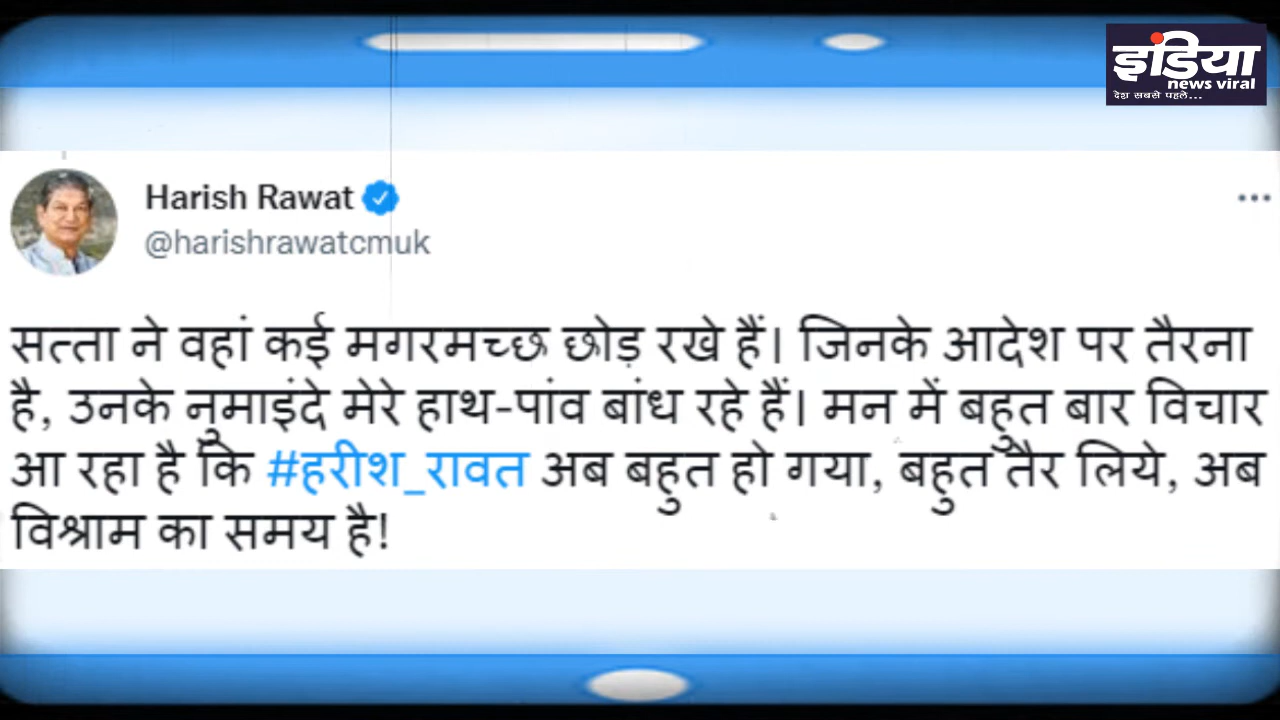 इंडिया
news viral
देश सबसे पहले...
Harish Rawat
@harishrawatcmuk
सत्ता ने वहां कई मगरमच्छ छोड़ रखे हैं। जिनके आदेश पर तैरना
है, उनके नुमाइंदे मेरे हाथ-पांव बांध रहे हैं। मन में बहुत बार विचार
आ रहा है कि #हरीश_रावत अब बहुत हो गया, बहुत तैर लिये, अब
विश्राम का समय है!